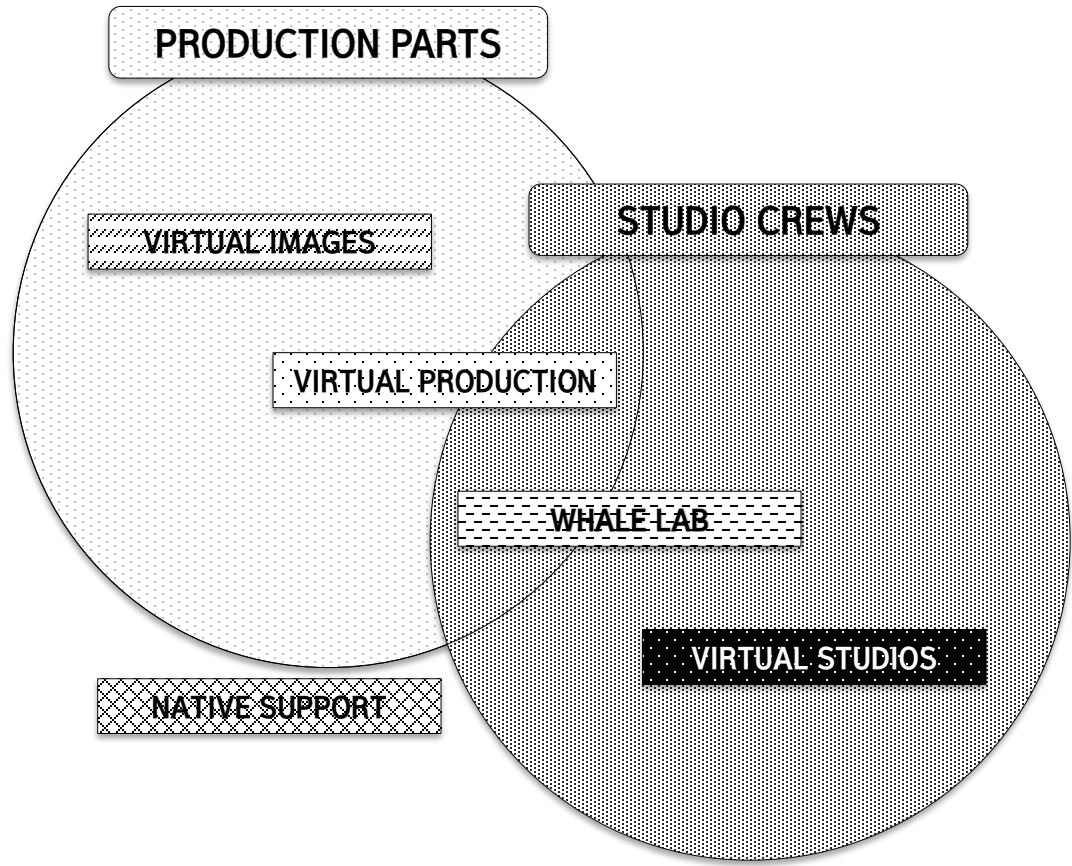 PRODUCTION PARTS
STUDIO CREWS
VIRTUAL IMAGES
VIRTUAL PRODUCTION
WHALE LAB
VIRTUAL STUDIOS
NATIVE SUPPORT